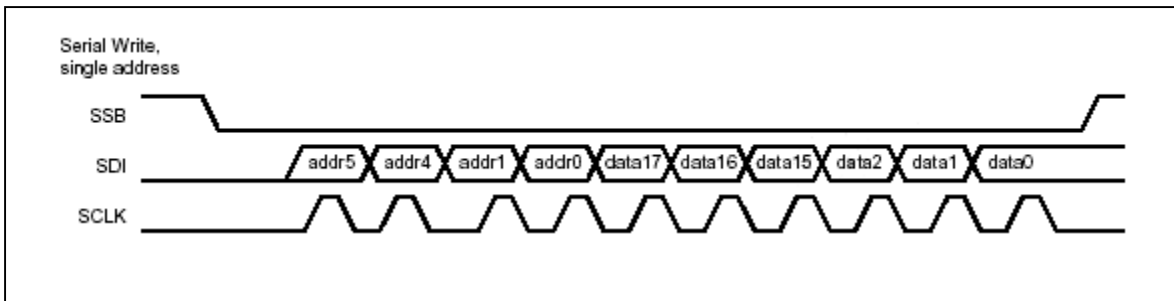 Serial Write,
single address
SSB
SDI addr5 addr4 addr1 addr0 data17 data16 data15 data2 data1 data0
SCLK